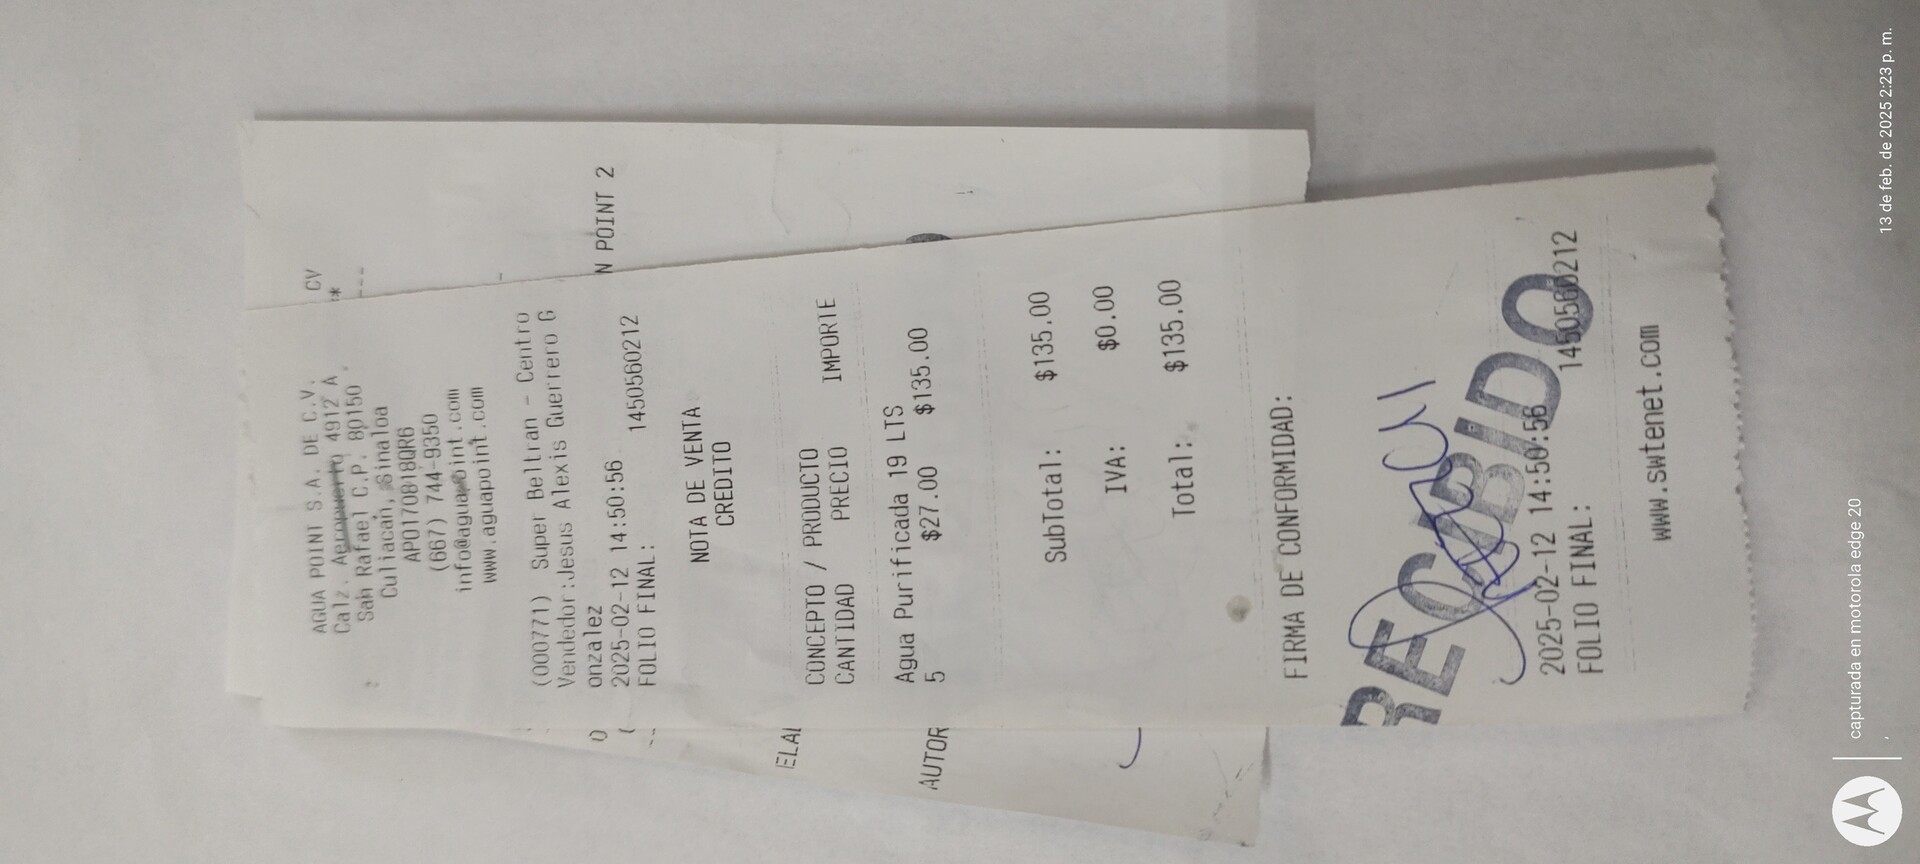 AGUA POINT S.A. DE C.V.
Calz. Aeropuerto 4912 A,
San Rafael C.P. 80150
Culiacan, Sinaloa
APO170818QR6
(667) 744-9350
info@aguapoint.com
www.aguapoint.com
(000771) Super Beltran - Centro
Vendedor:Jesus Alexis Guerrero G
onzalez
2025-02-12 14:50:56
FOLIO FINAL: 1450560212
NOTA DE VENTA
CREDITO
CONCEPTO / PRODUCTO
CANTIDAD PRECIO IMPORTE
Agua Purificada 19 LTS
5 $27.00 $135.00
SubTotal: $135.00
IVA: $0.00
Total: $135.00
FIRMA DE CONFORMIDAD:
RECIBIDO
2025-02-12 14:50:56
FOLIO FINAL: 1450560212
www.swtenet.com
CV
N POINT 2
ELA
AUTOR
capturada en motorola edge 20
13 de feb. de 2025 2:23 p. m.